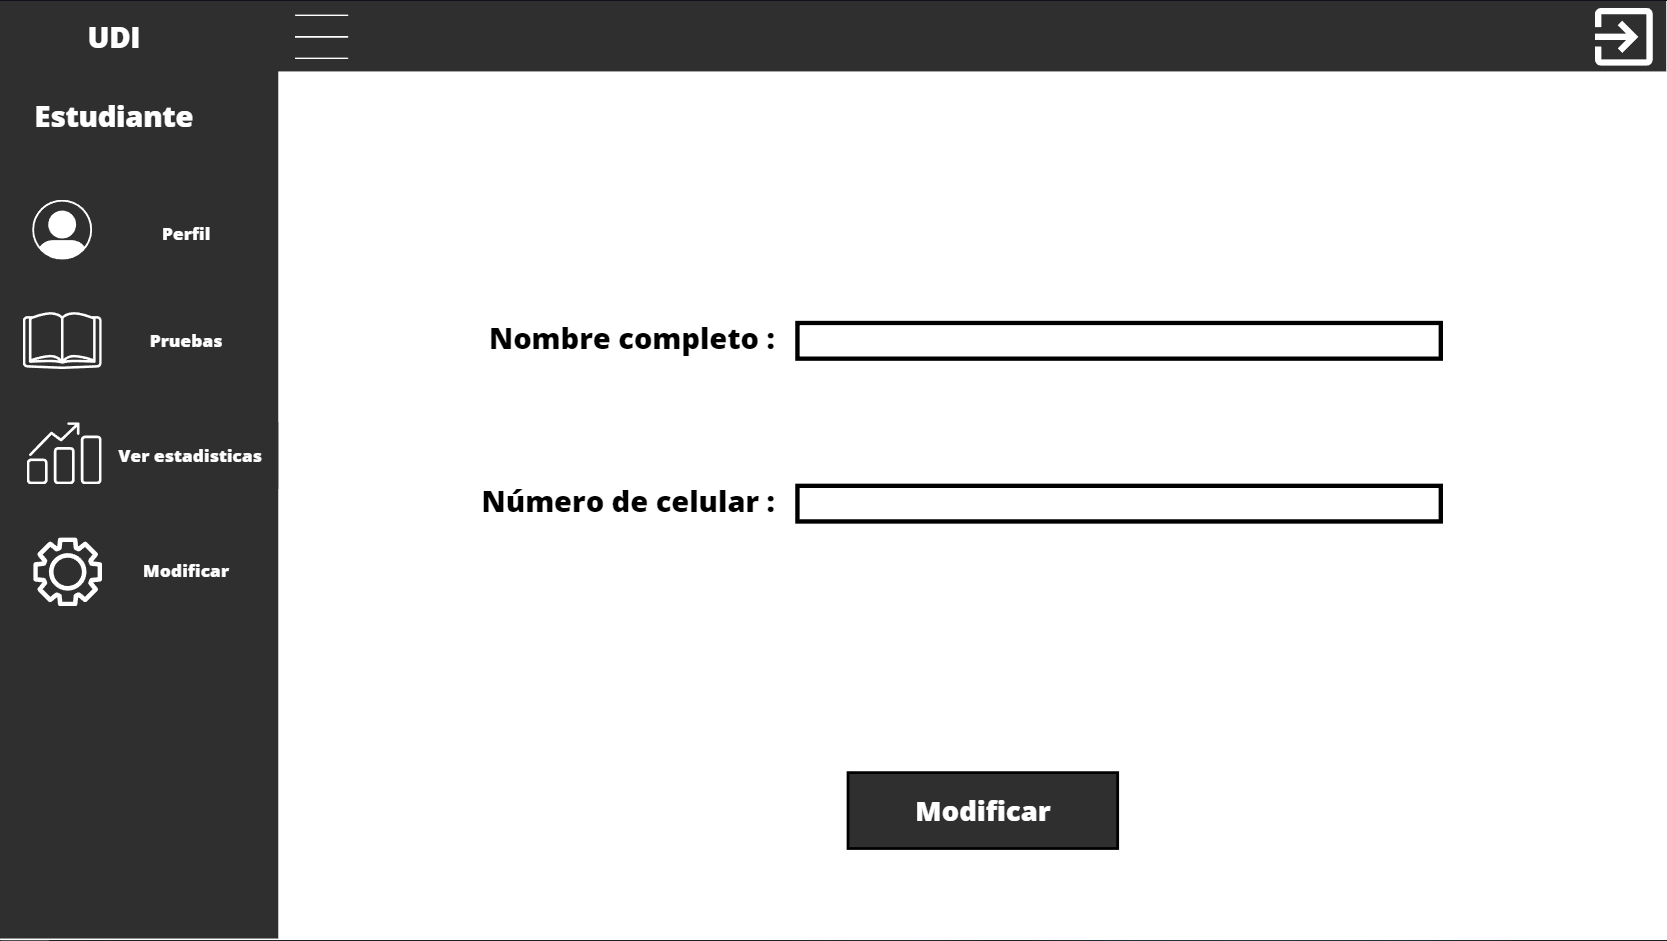 UDI
Estudiante
Perfil
Pruebas
Ver estadisticas
Modificar
Nombre completo :
Número de celular :
Modificar